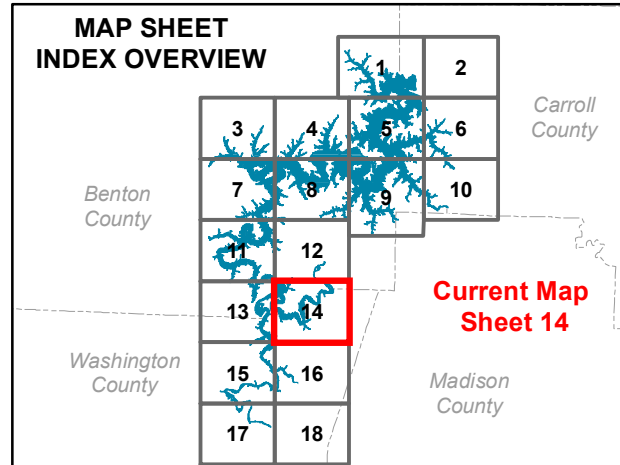 MAP SHEET
INDEX OVERVIEW
1
2
Carroll
County
3
4
5
6
Benton
County
7
8
9
10
11
12
13
14
Current Map
Sheet 14
Washington
County
15
16
Madison
County
17
18